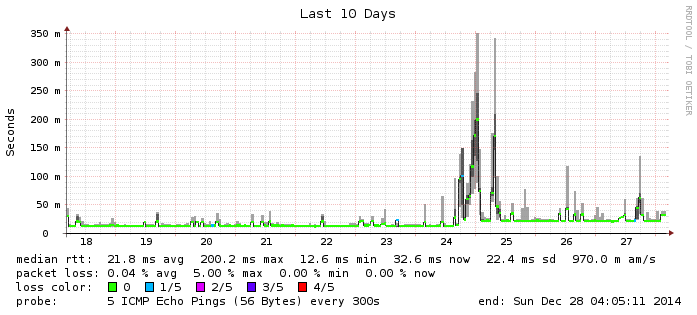 Last 10 Days
RRDTOOL / TOBI OETIKER
Seconds
350 m
300 m
250 m
200 m
150 m
100 m
50 m
0
18 19 20 21 22 23 24 25 26 27
median rtt: 21.8 ms avg 200.2 ms max 12.6 ms min 32.6 ms now 22.4 ms sd 970.0 m am/s
packet loss: 0.04 % avg 5.00 % max 0.00 % min 0.00 % now
loss color: 0 1/5 2/5 3/5 4/5
probe: 5 ICMP Echo Pings (56 Bytes) every 300s end: Sun Dec 28 04:05:11 2014